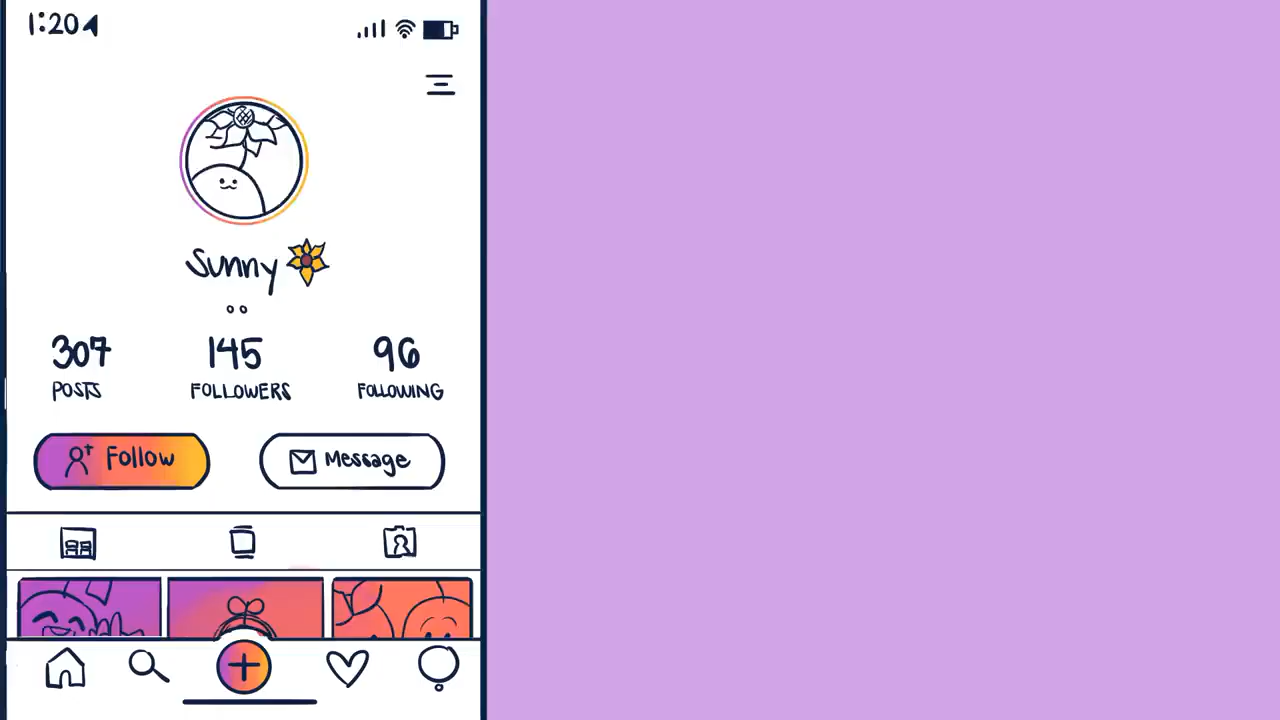 1:20
Sunny
307 145 96
POSTS FOLLOWERS FOLLOWING
Follow Message